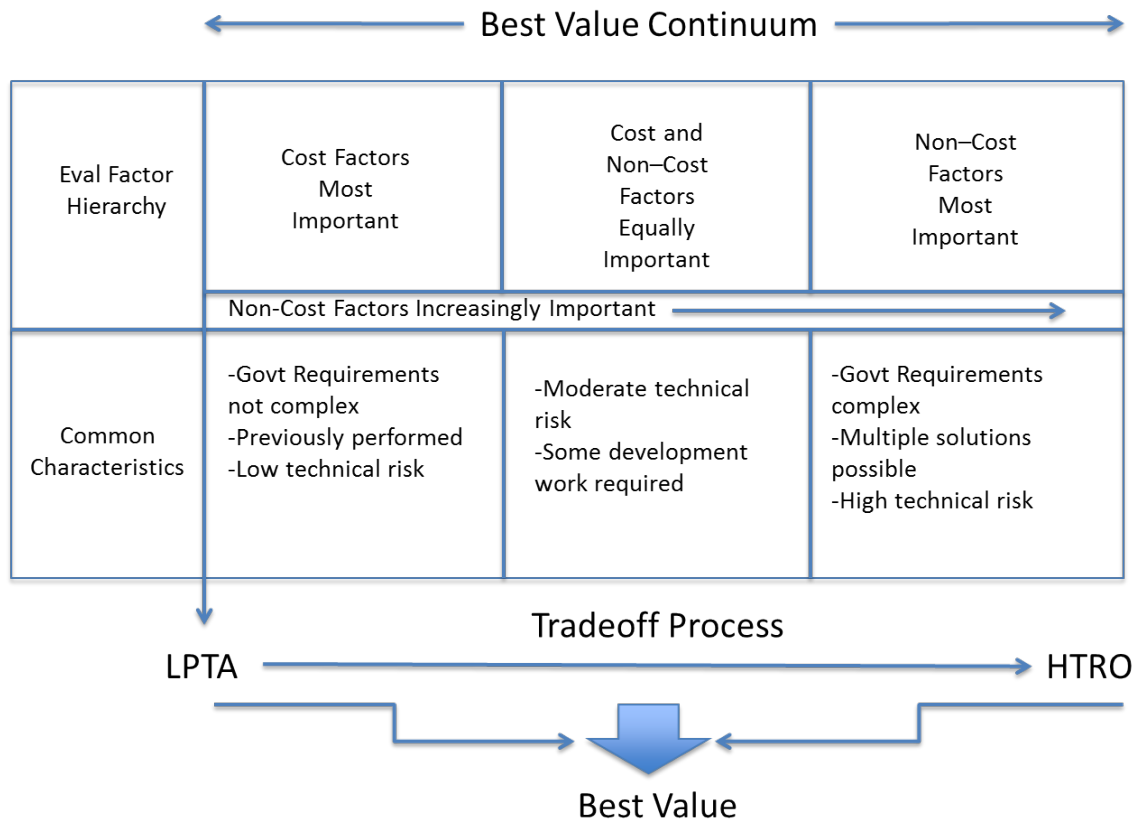 Best Value Continuum
Eval Factor
Hierarchy
Cost Factors
Most
Important
Cost and
Non–Cost
Factors
Equally
Important
Non–Cost
Factors
Most
Important
Non-Cost Factors Increasingly Important
Common
Characteristics
-Govt Requirements
not complex
-Previously performed
-Low technical risk
-Moderate technical
risk
-Some development
work required
-Govt Requirements
complex
-Multiple solutions
possible
-High technical risk
Tradeoff Process
LPTA
HTRO
Best Value